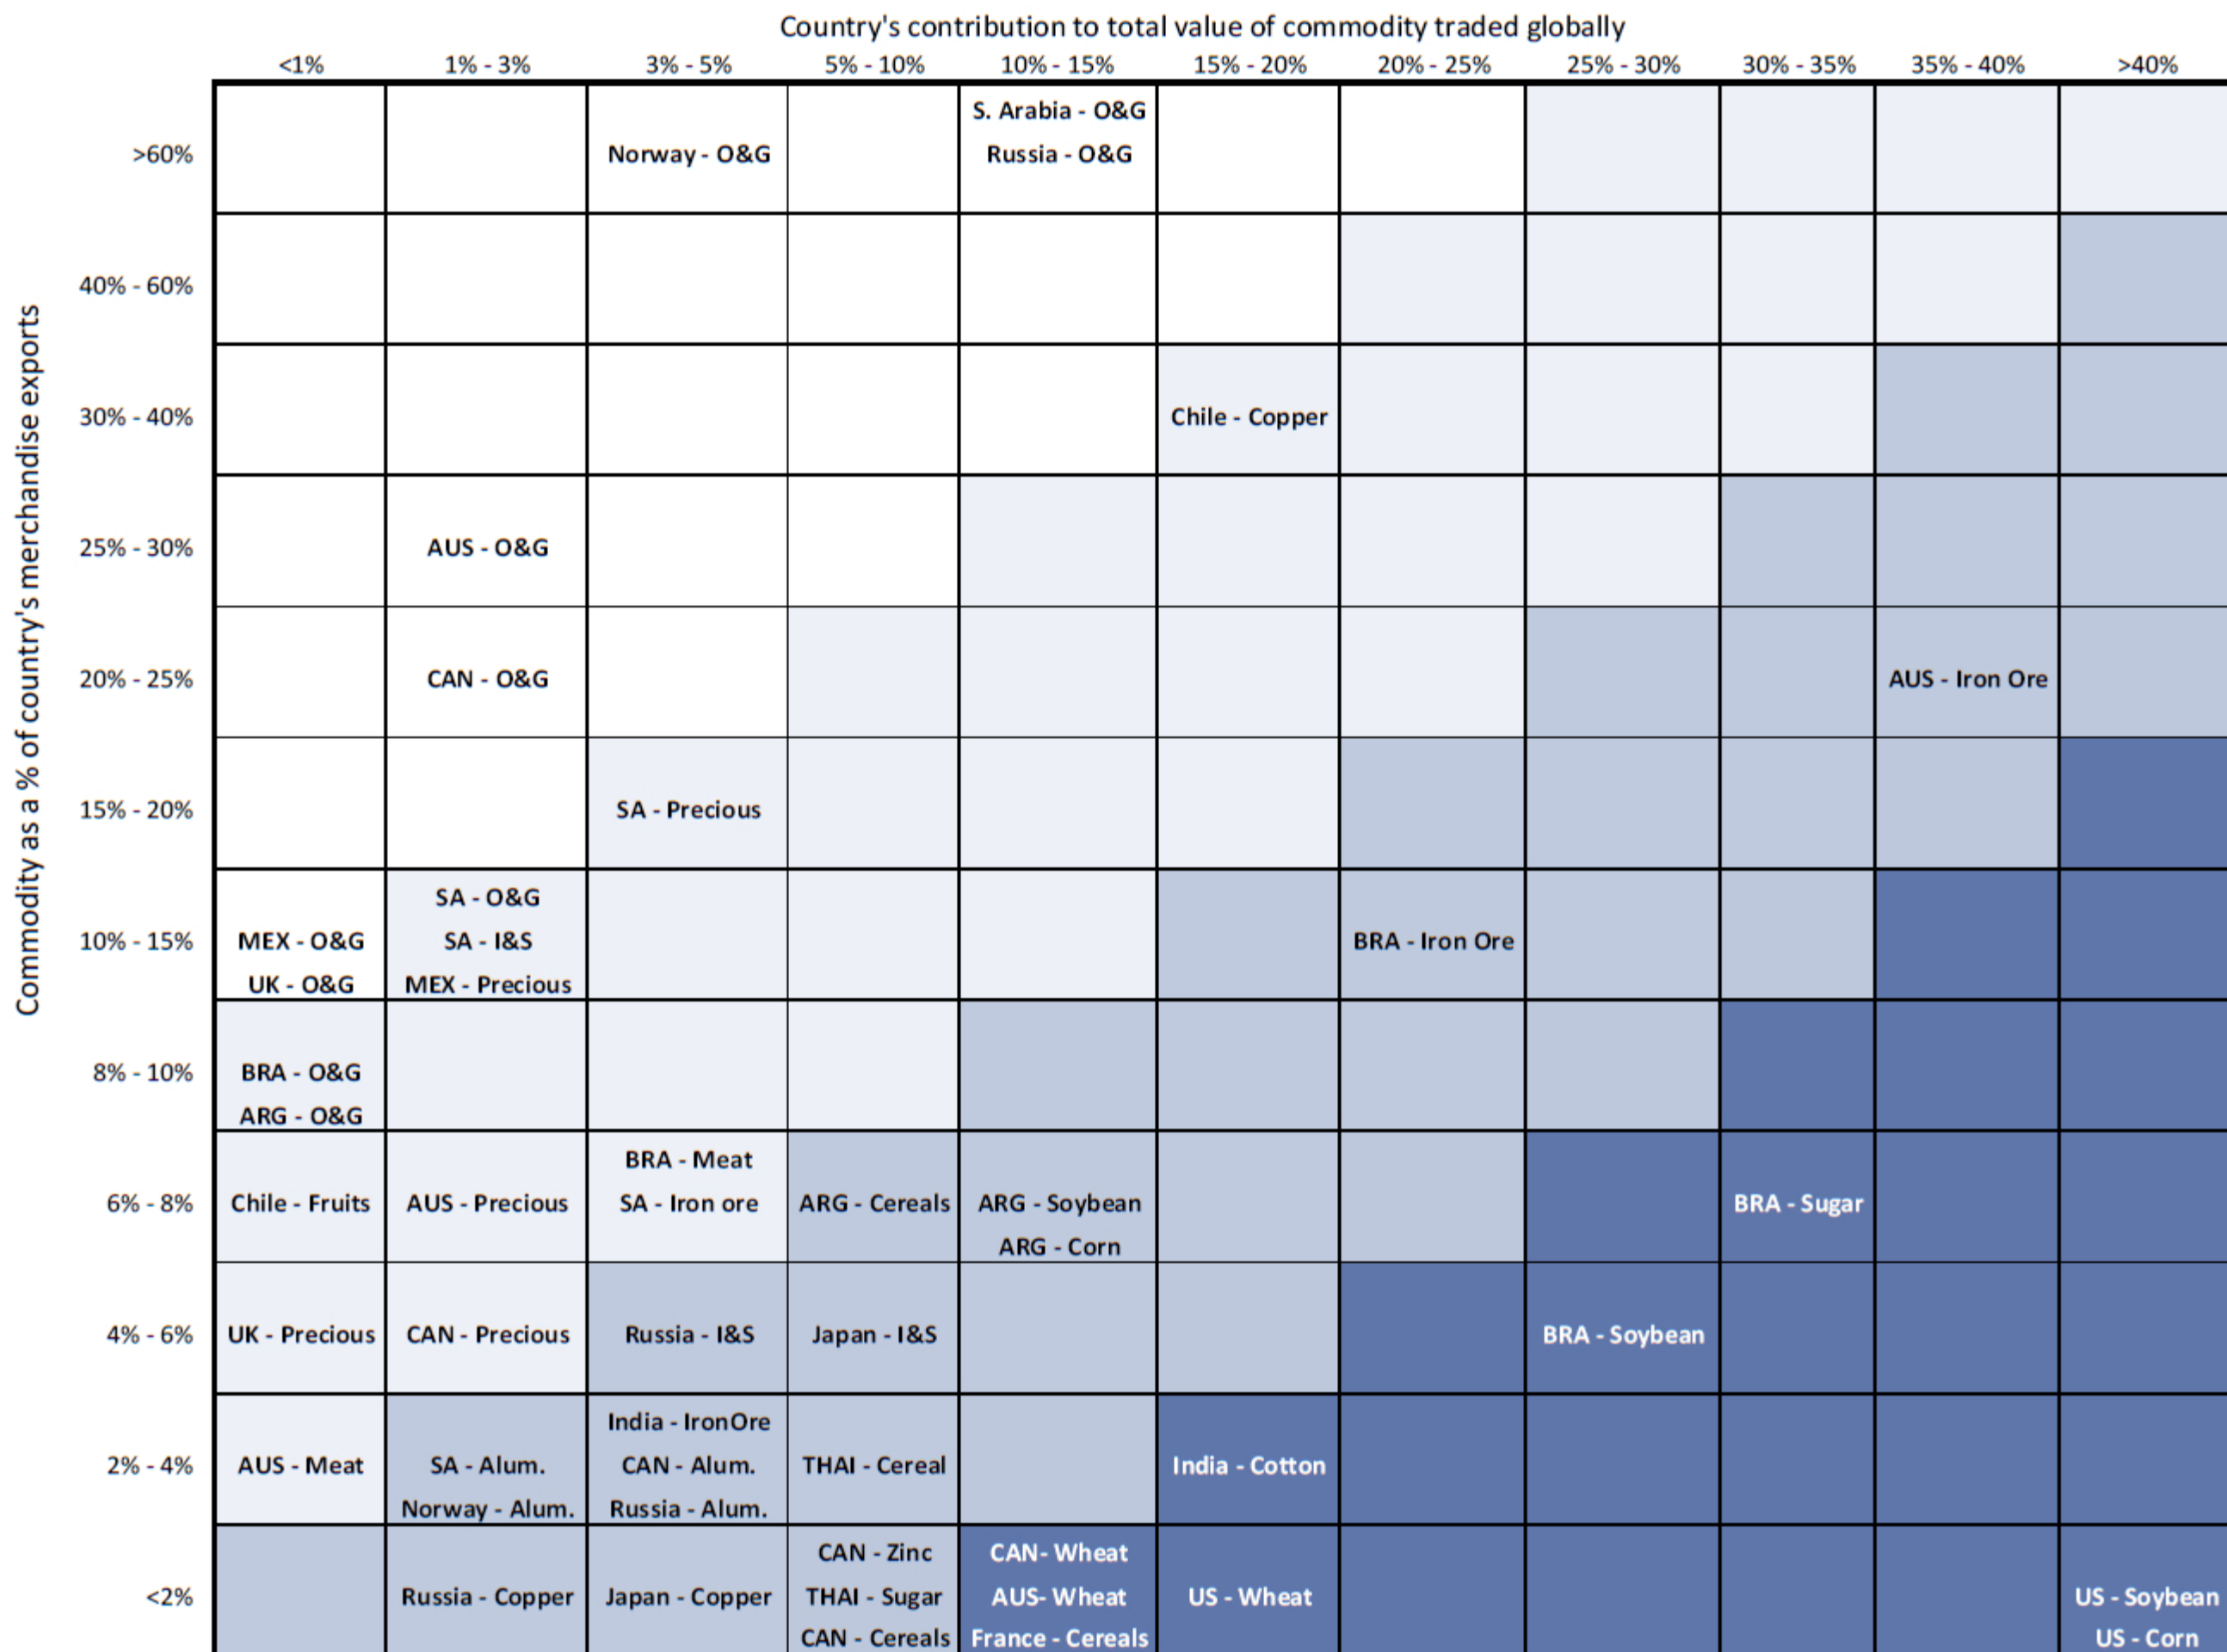 Country's contribution to total value of commodity traded globally
<1% 1% - 3% 3% - 5% 5% - 10% 10% - 15% 15% - 20% 20% - 25% 25% - 30% 30% - 35% 35% - 40% >40%
Commodity as a % of country's merchandise exports
S. Arabia - O&G
>60% Norway - O&G Russia - O&G
40% - 60%
30% - 40% Chile - Copper
25% - 30% AUS - O&G
20% - 25% CAN - O&G AUS - Iron Ore
15% - 20% SA - Precious
SA - O&G
10% - 15% MEX - O&G SA - I&S BRA - Iron Ore
UK - O&G MEX - Precious
8% - 10% BRA - O&G
ARG - O&G
BRA - Meat
6% - 8% Chile - Fruits AUS - Precious SA - Iron ore ARG - Cereals ARG - Soybean BRA - Sugar
ARG - Corn
4% - 6% UK - Precious CAN - Precious Russia - I&S Japan - I&S BRA - Soybean
India - IronOre
2% - 4% AUS - Meat SA - Alum. CAN - Alum. THAI - Cereal India - Cotton
Norway - Alum. Russia - Alum.
CAN - Zinc CAN- Wheat
<2% Russia - Copper Japan - Copper THAI - Sugar AUS- Wheat US - Wheat US - Soybean
CAN - Cereals France - Cereals US - Corn